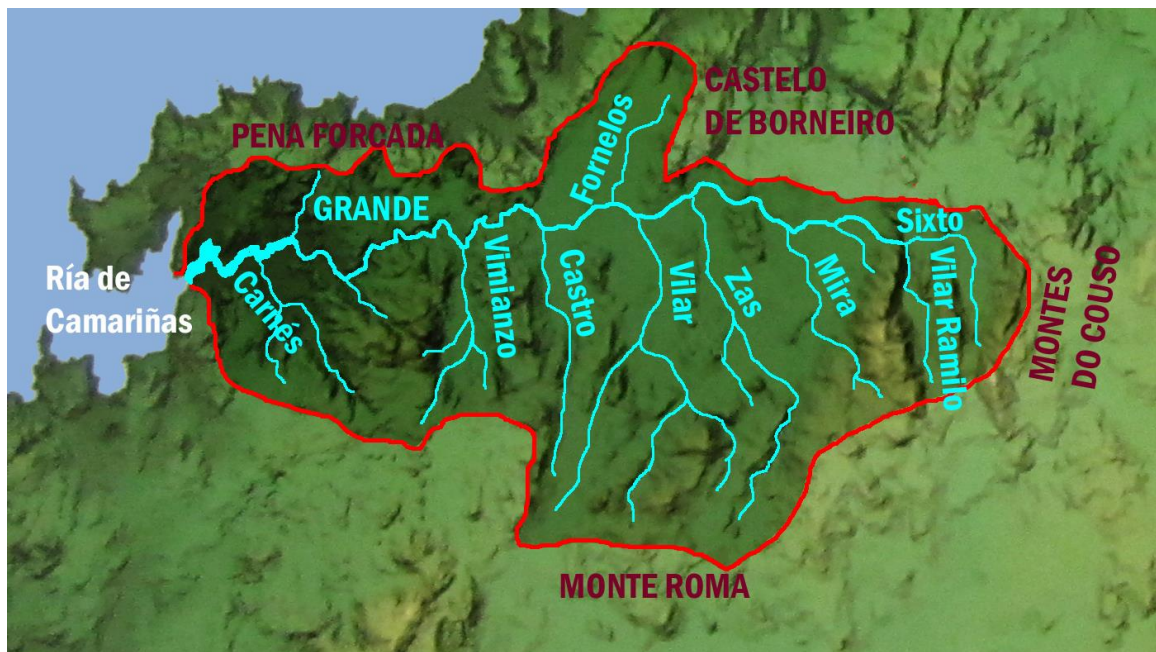 CASTELO
DE BORNEIRO
PENA FORCADA
Fornelos
GRANDE
Sixto
Ría de
Camariñas
Carnés
Vimianzo
Castro
Vilar
Zas
Mira
Vilar Ramilo
MONTES
DO COUSO
MONTE ROMA